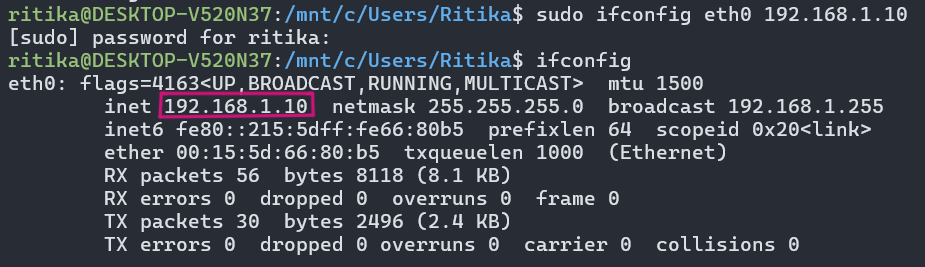 ritika@DESKTOP-V520N37:/mnt/c/Users/Ritika$ sudo ifconfig eth0 192.168.1.10
[sudo] password for ritika:
ritika@DESKTOP-V520N37:/mnt/c/Users/Ritika$ ifconfig
eth0: flags=4163<UP,BROADCAST,RUNNING,MULTICAST>  mtu 1500
        inet 192.168.1.10  netmask 255.255.255.0  broadcast 192.168.1.255
        inet6 fe80::215:5dff:fe66:80b5  prefixlen 64  scopeid 0x20<link>
        ether 00:15:5d:66:80:b5  txqueuelen 1000  (Ethernet)
        RX packets 56  bytes 8118 (8.1 KB)
        RX errors 0  dropped 0  overruns 0  frame 0
        TX packets 30  bytes 2496 (2.4 KB)
        TX errors 0  dropped 0 overruns 0  carrier 0  collisions 0